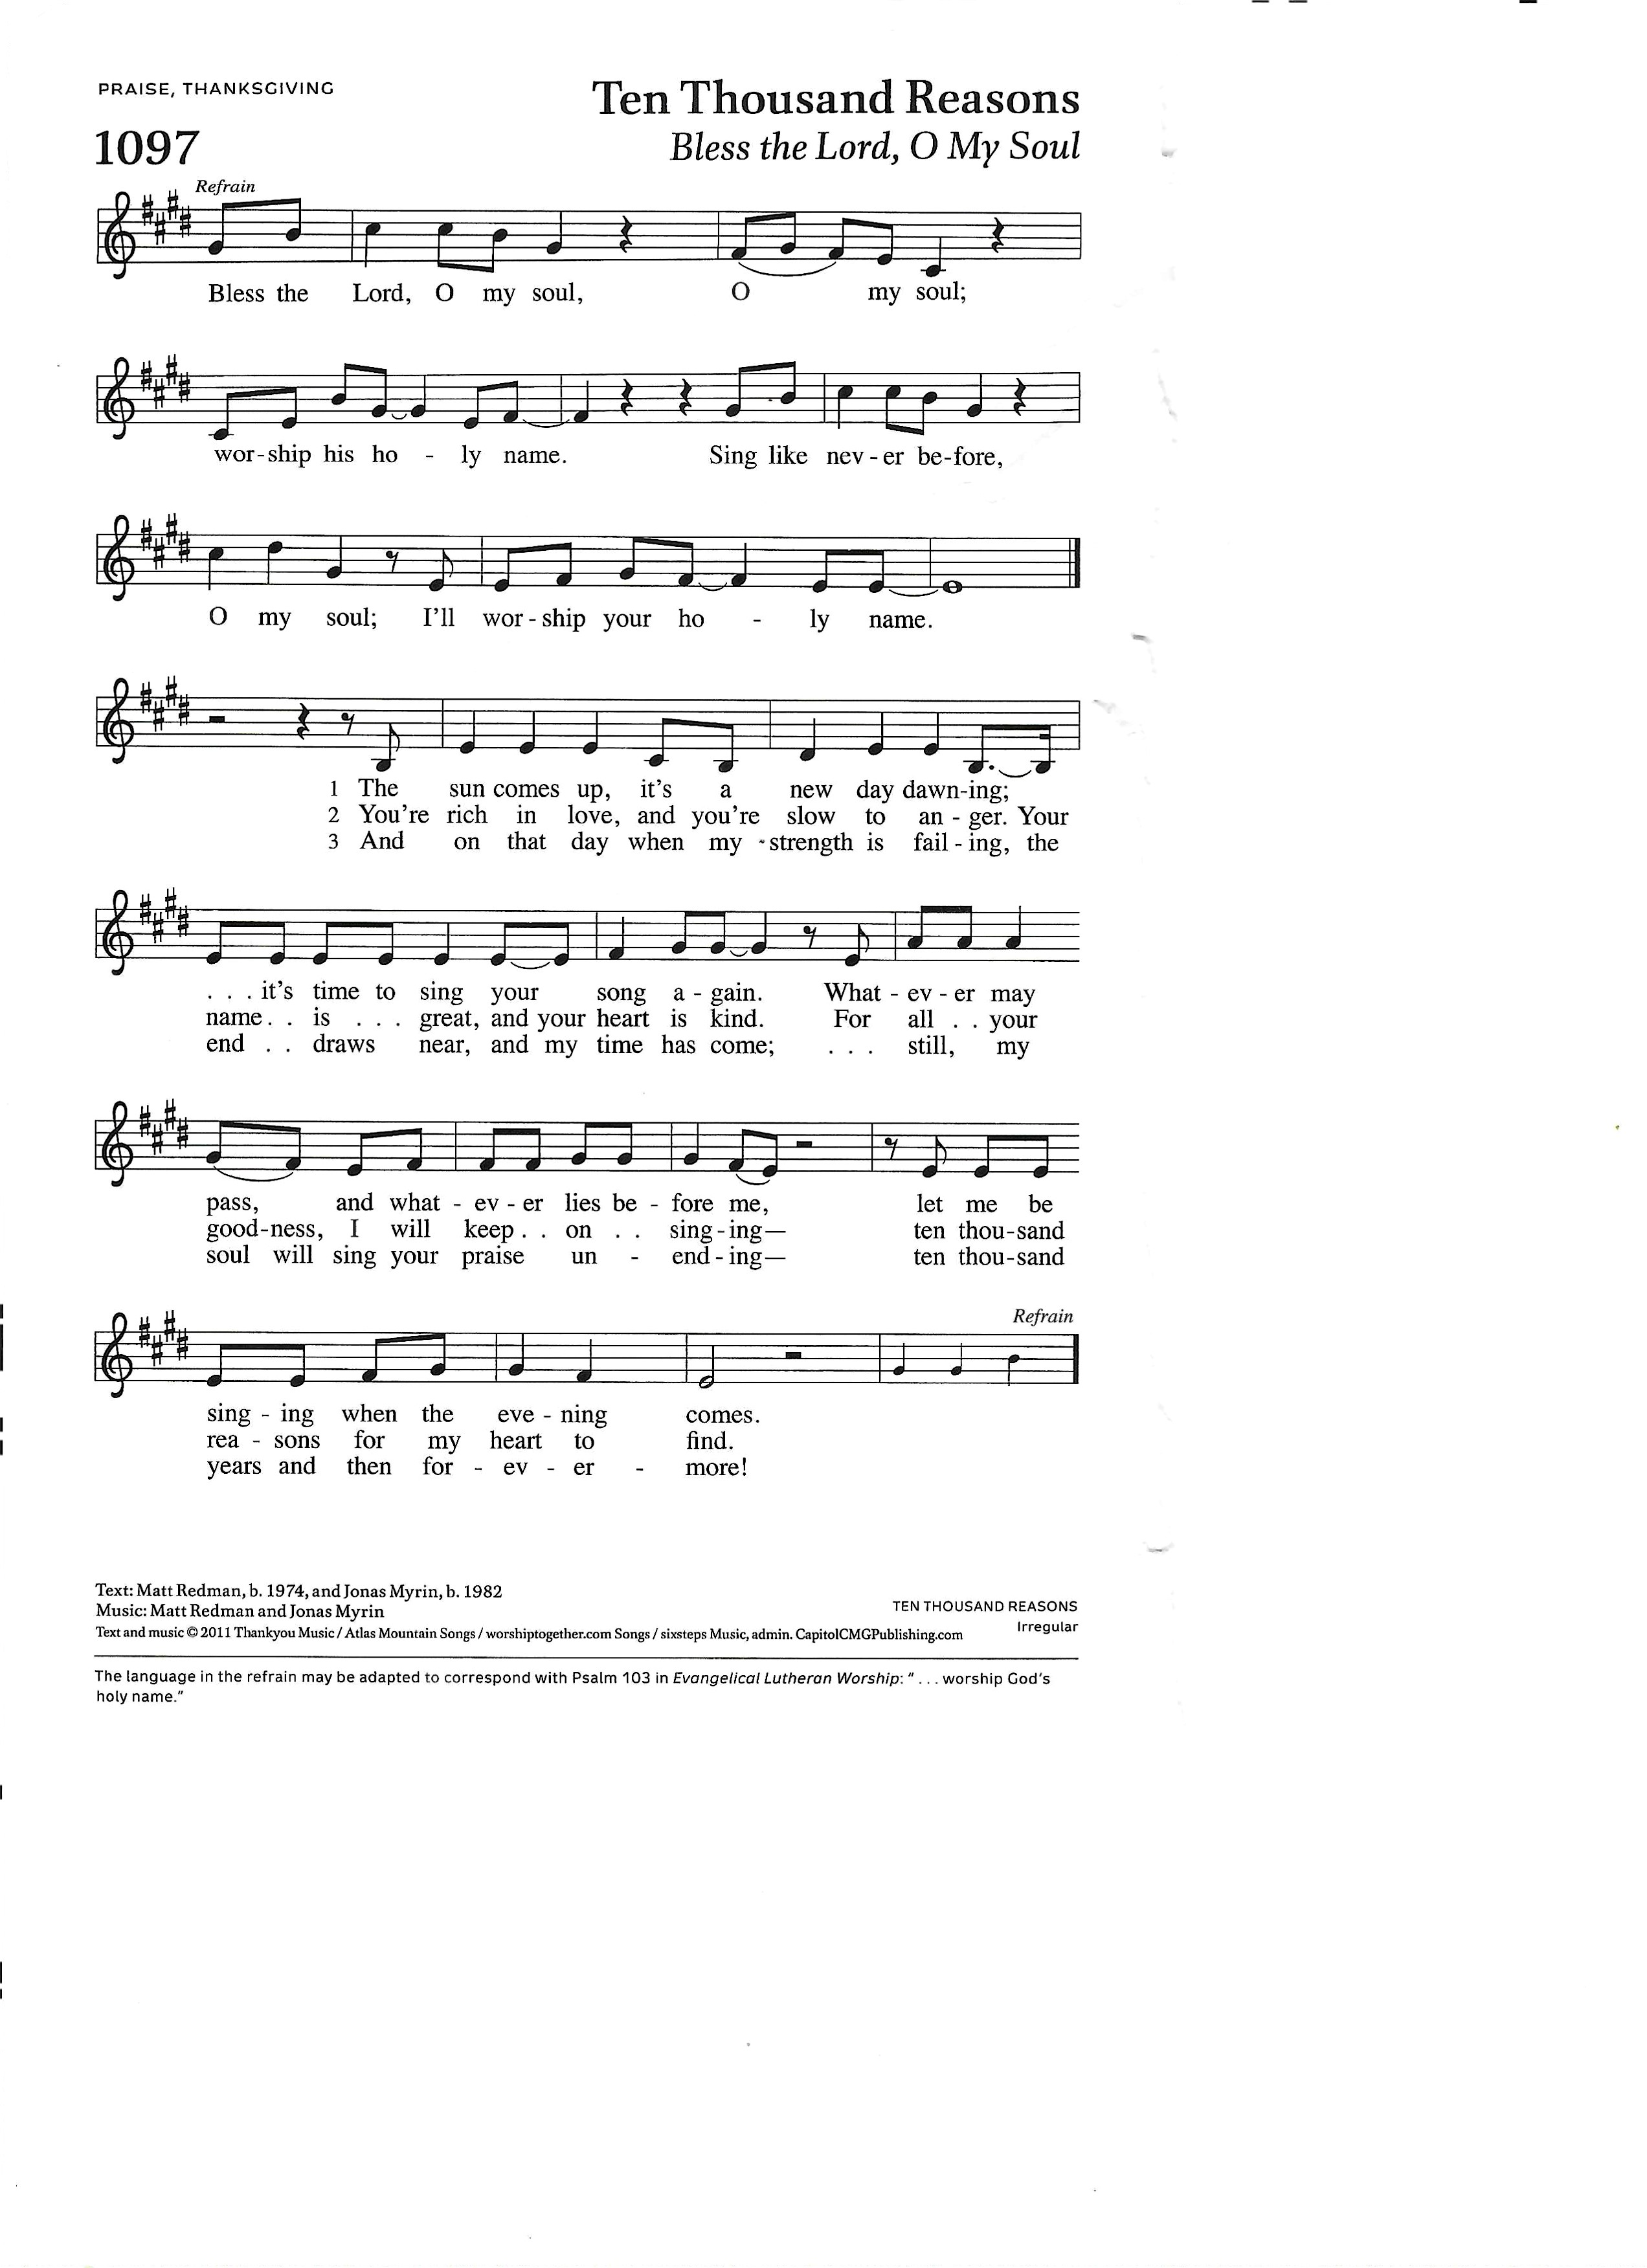 PRAISE, THANKSGIVING
Ten Thousand Reasons
1097
Bless the Lord, O My Soul
Refrain
Bless the Lord, O my soul, O my soul;
wor-ship his ho - ly name. Sing like nev - er be-fore,
O my soul; I'll wor - ship your ho - ly name.
1 The sun comes up, it's a new day dawn-ing;
2 You're rich in love, and you're slow to an - ger. Your
3 And on that day when my strength is fail - ing, the
. . . it's time to sing your song a - gain. What - ev - er may
name . . is . . . great, and your heart is kind. For all . . your
end . . draws near, and my time has come; . . . still, my
pass, and what - ev - er lies be - fore me, let me be
good-ness, I will keep . . on . . sing - ing— ten thou-sand
soul will sing your praise un - end - ing— ten thou-sand
Refrain
sing - ing when the eve - ning comes.
rea - sons for my heart to find.
years and then for - ev - er - more!
Text: Matt Redman, b. 1974, and Jonas Myrin, b. 1982
Music: Matt Redman and Jonas Myrin
TEN THOUSAND REASONS
Text and music © 2011 Thankyou Music / Atlas Mountain Songs / worshiptogether.com Songs / sixsteps Music, admin. CapitolCMGPublishing.com
Irregular
The language in the refrain may be adapted to correspond with Psalm 103 in Evangelical Lutheran Worship: " . . . worship God's
holy name."